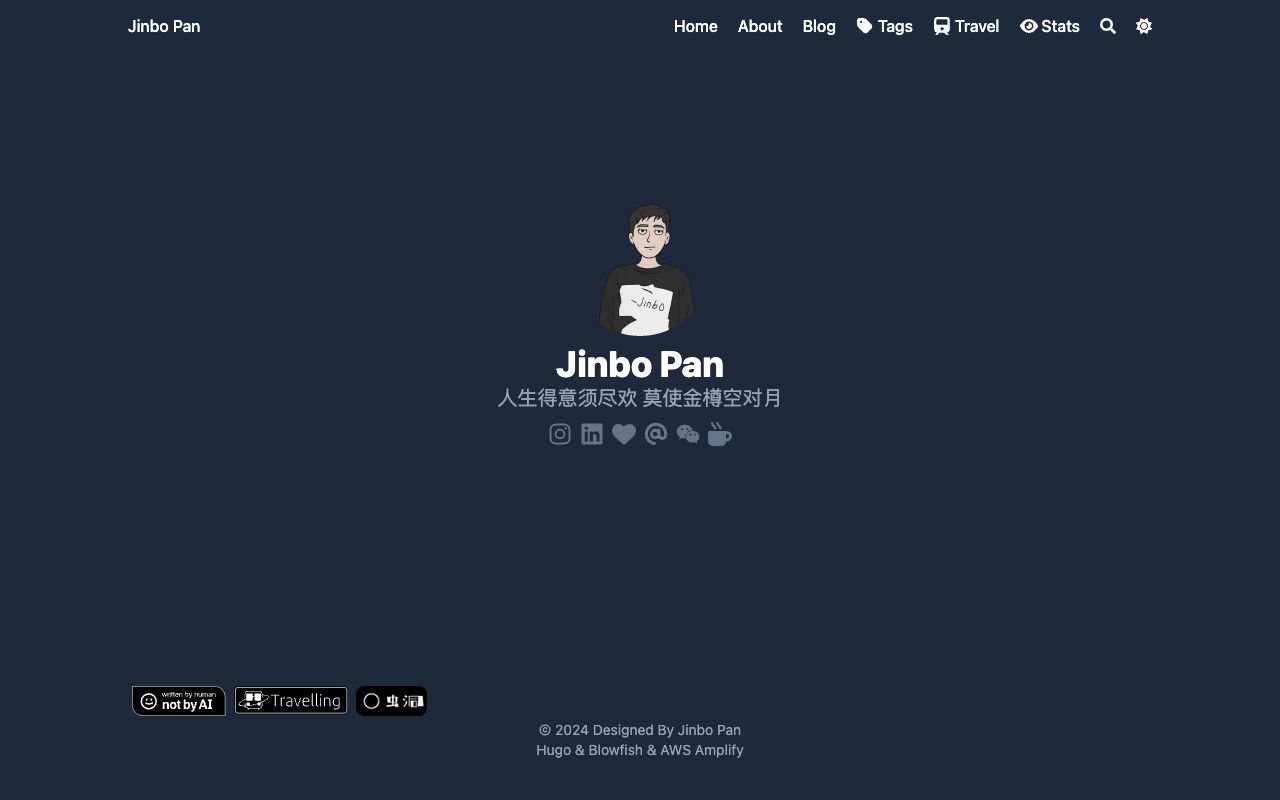 Jinbo Pan
Home About Blog Tags Travel Stats
~Jinbo
Jinbo Pan
人生得意须尽欢 莫使金樽空对月
written by human
not by AI
Travelling
虫洞
© 2024 Designed By Jinbo Pan
Hugo & Blowfish & AWS Amplify